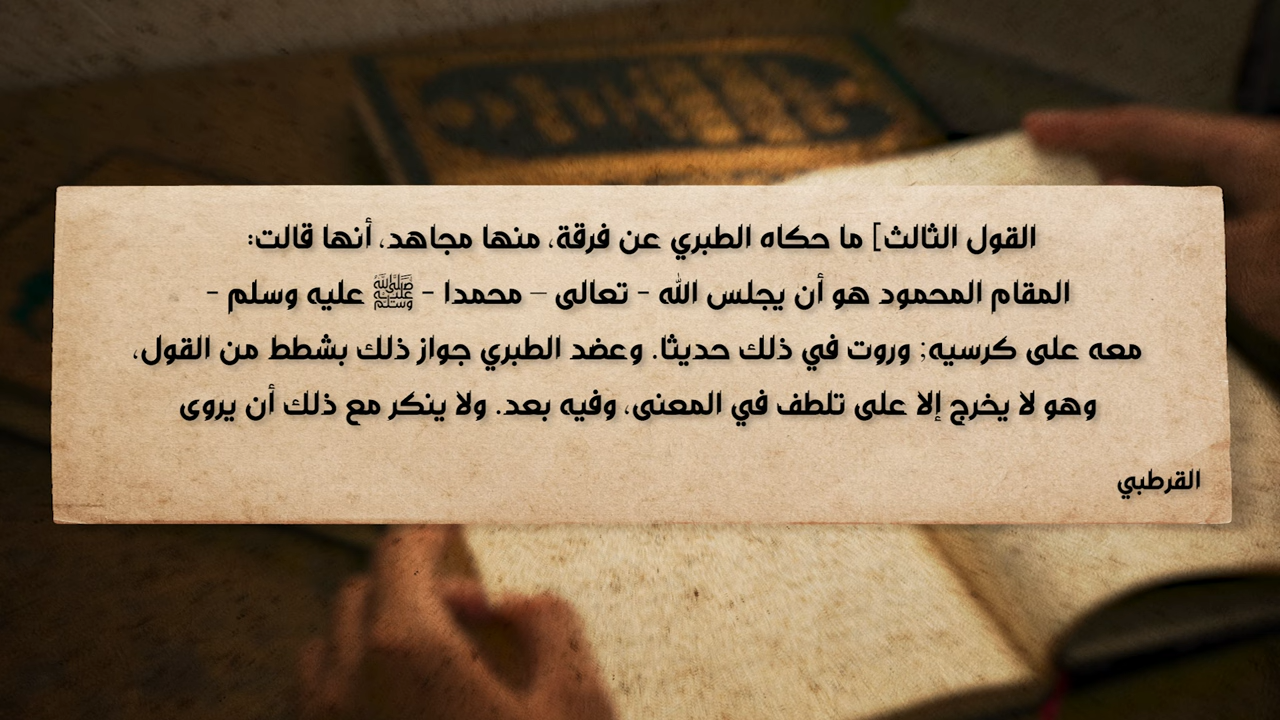 القول الثالث] ما حكاه الطبري عن فرقة، منها مجاهد، أنها قالت:
المقام المحمود هو أن يجلس الله - تعالى – محمدا - ﷺ عليه وسلم -
معه على كرسيه; وروت في ذلك حديثا. وعضد الطبري جواز ذلك بشطط من القول،
وهو لا يخرج إلا على تلطف في المعنى، وفيه بعد. ولا ينكر مع ذلك أن يروى
القرطبي